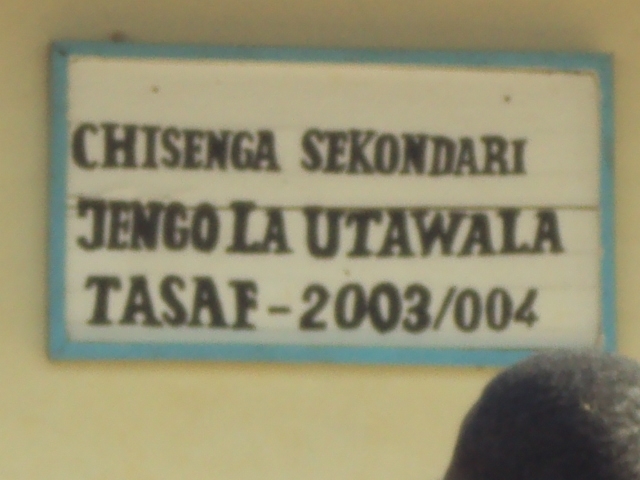 CHISENGA SEKONDARI
JENGO LA UTAWALA
TASAF-2003/004